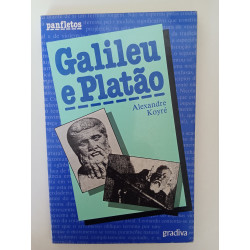 panfletos
Galileu
e Platão
Alexandre
Koyré
gradiva